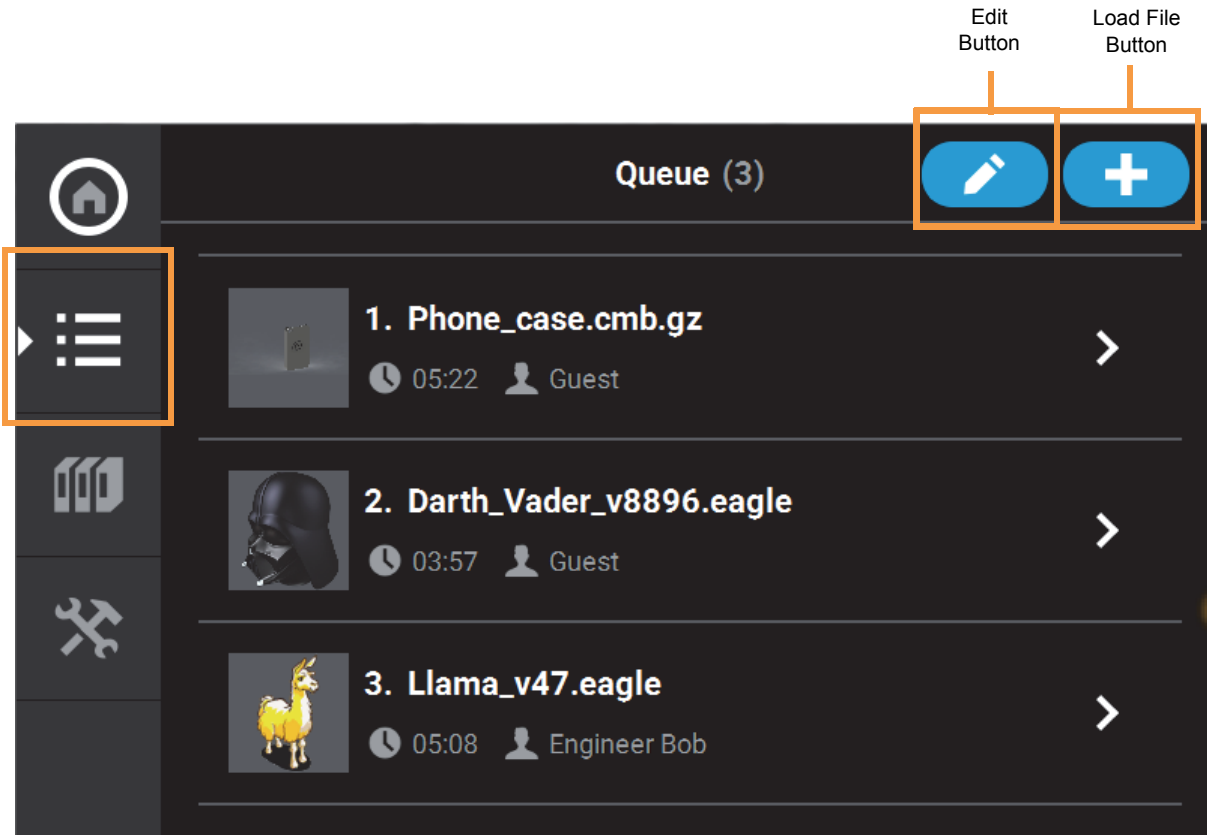 Edit
Button
Load File
Button
Queue (3)
1. Phone_case.cmb.gz
05:22 Guest
2. Darth_Vader_v8896.eagle
03:57 Guest
3. Llama_v47.eagle
05:08 Engineer Bob